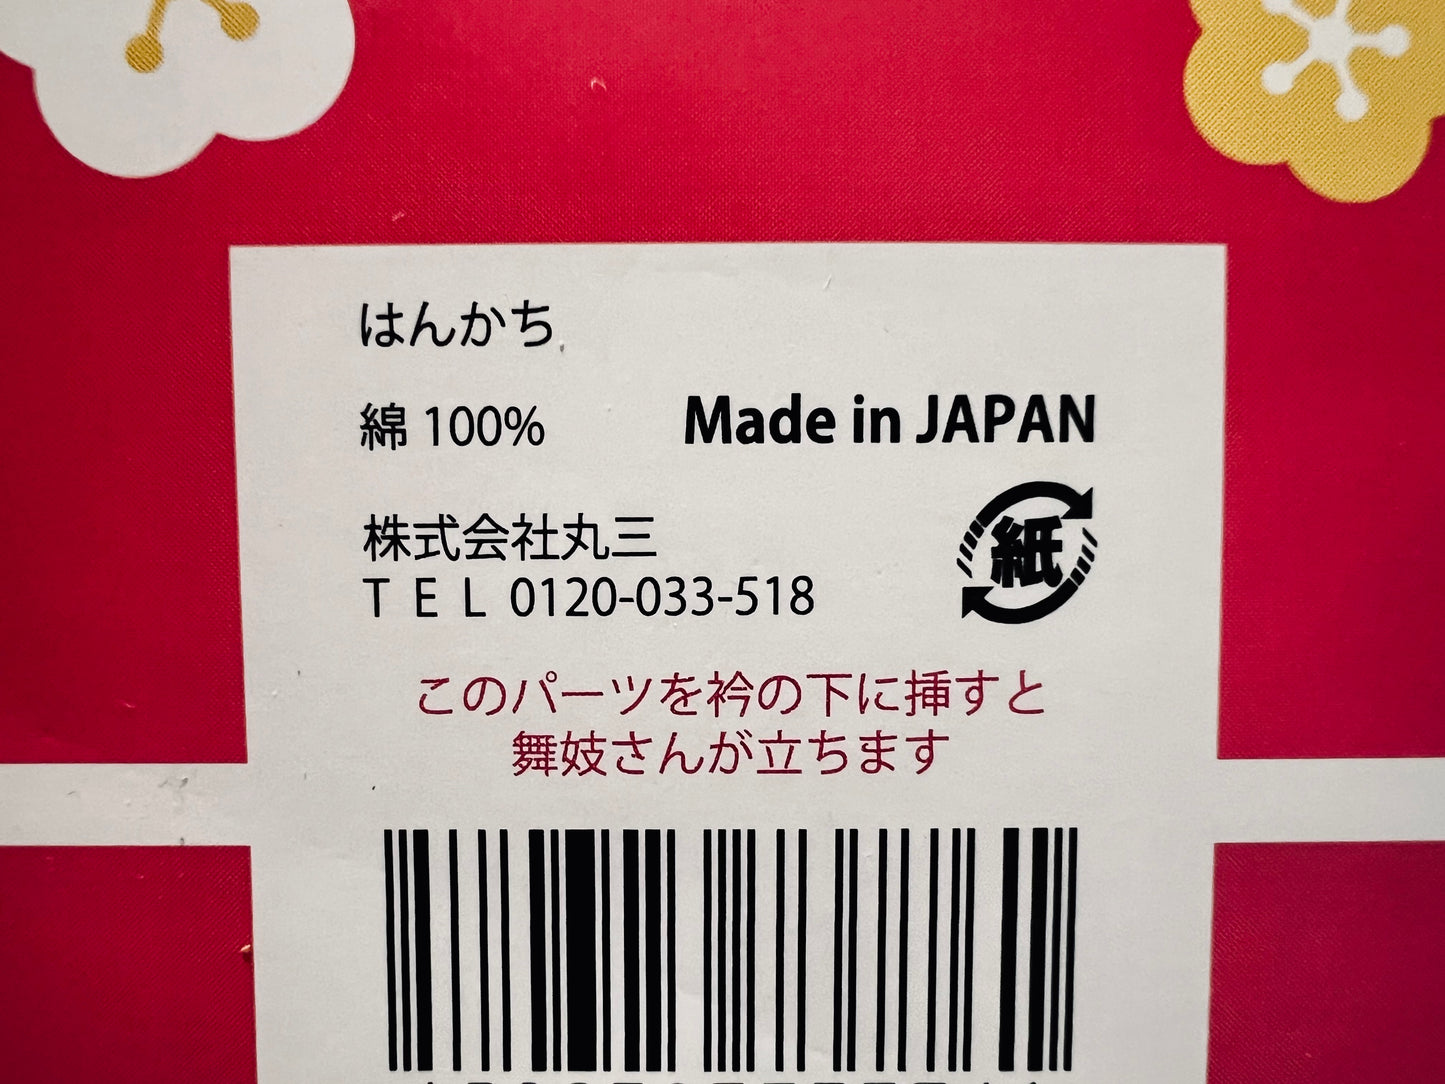 はんかち
綿 100%
Made in JAPAN
株式会社丸三
TEL 0120-033-518
紙
このパーツを衿の下に挿すと
舞妓さんが立ちます